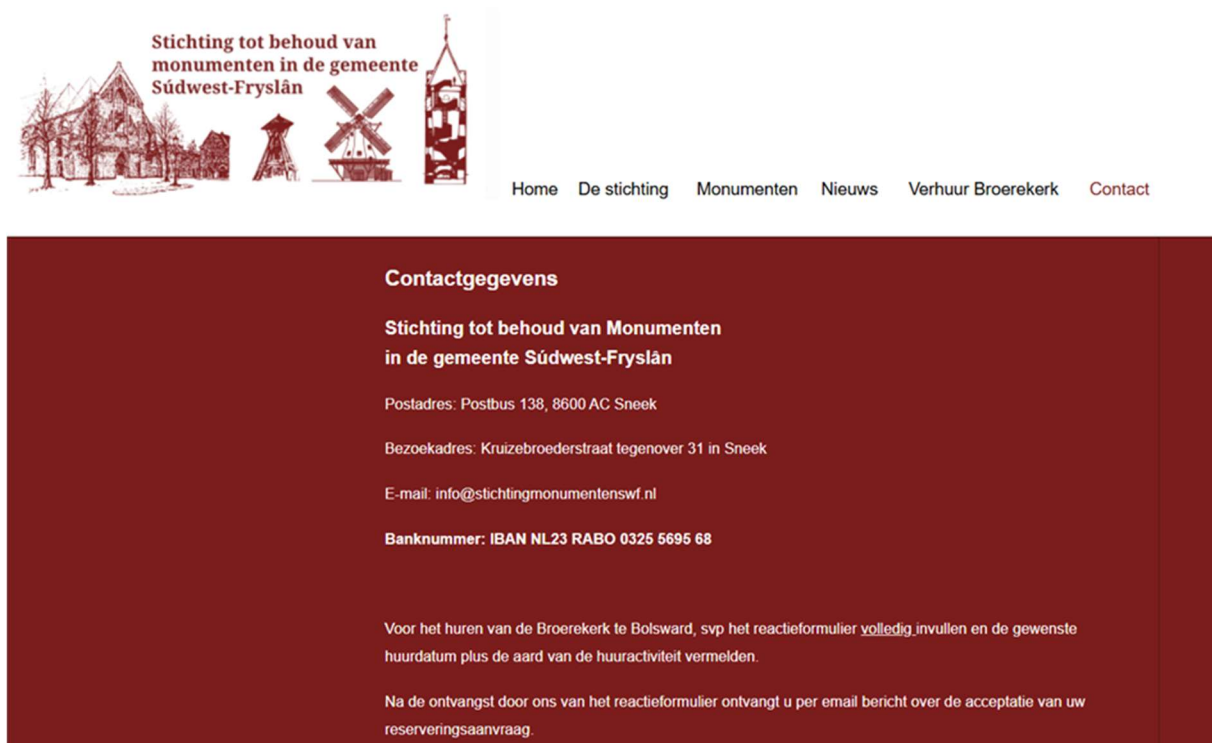 Stichting tot behoud van
monumenten in de gemeente
Súdwest-Fryslân
Home De stichting Monumenten Nieuws Verhuur Broerekerk Contact
Contactgegevens
Stichting tot behoud van Monumenten
in de gemeente Súdwest-Fryslân
Postadres: Postbus 138, 8600 AC Sneek
Bezoekadres: Kruizebroederstraat tegenover 31 in Sneek
E-mail: info@stichtingmonumentenswf.nl
Banknummer: IBAN NL23 RABO 0325 5695 68
Voor het huren van de Broerekerk te Bolsward, svp het reactieformulier volledig invullen en de gewenste
huurdatum plus de aard van de huuractiviteit vermelden.
Na de ontvangst door ons van het reactieformulier ontvangt u per email bericht over de acceptatie van uw
reserveringsaanvraag.